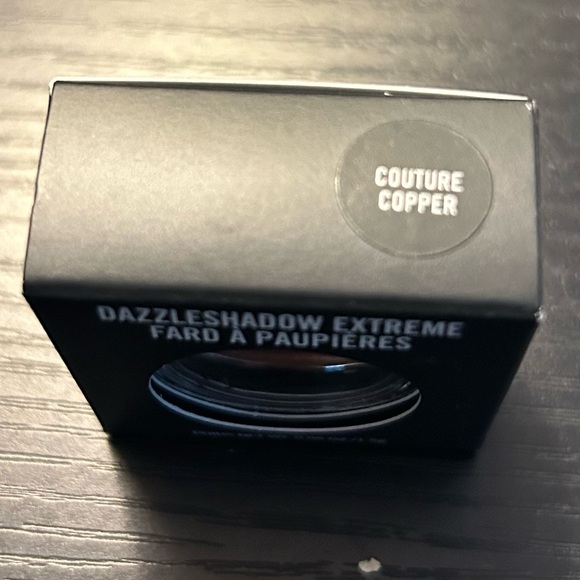 COUTURE
COPPER
DAZZLESHADOW EXTREME
FARD À PAUPIÈRES